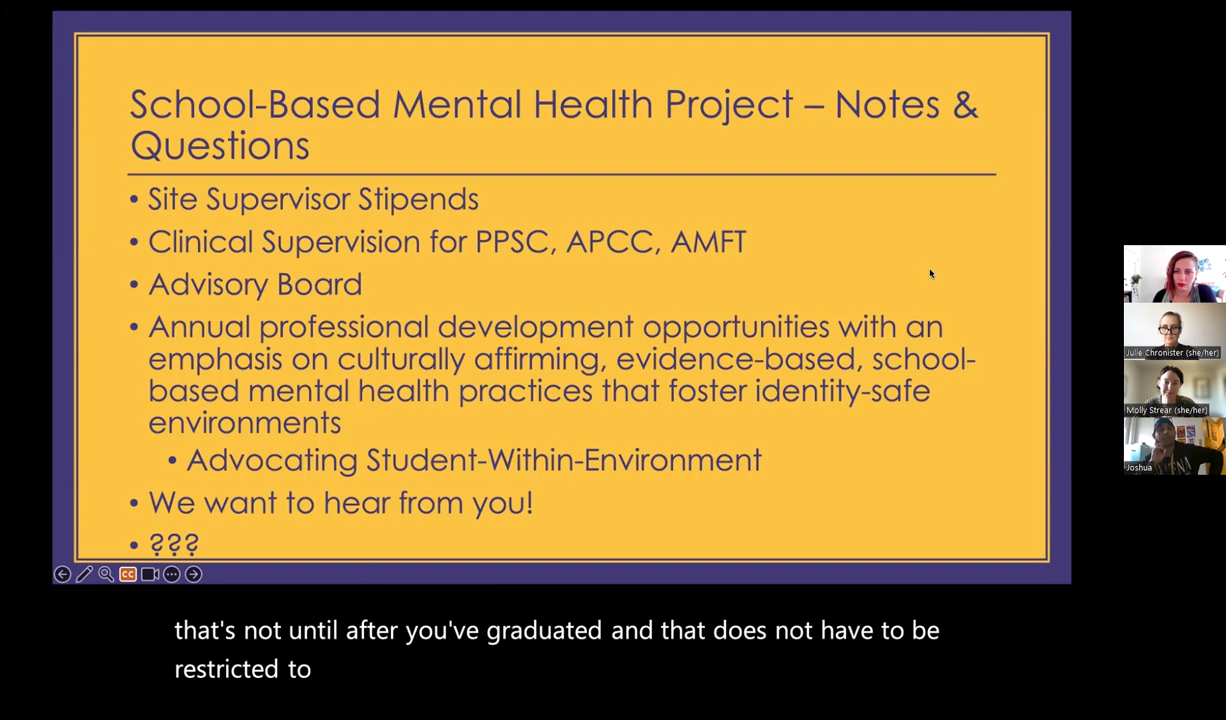 School-Based Mental Health Project – Notes &
Questions
• Site Supervisor Stipends
• Clinical Supervision for PPSC, APCC, AMFT
• Advisory Board
• Annual professional development opportunities with an
emphasis on culturally affirming, evidence-based, school-
based mental health practices that foster identity-safe
environments
• Advocating Student-Within-Environment
• We want to hear from you!
• ???
CC
Julie Chronister (she/her)
Molly Strear (she/her)
Joshua
that's not until after you've graduated and that does not have to be
restricted to